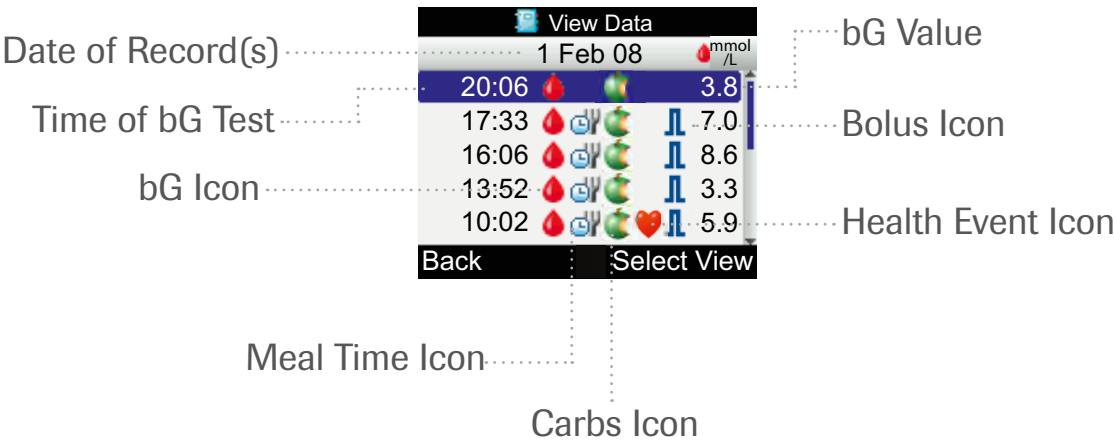 View Data
Date of Record(s)
1 Feb 08
mmol
/L
bG Value
20:06 3.8
Time of bG Test
17:33 7.0
Bolus Icon
16:06 8.6
bG Icon
13:52 3.3
10:02 5.9
Health Event Icon
Back Select View
Meal Time Icon
Carbs Icon